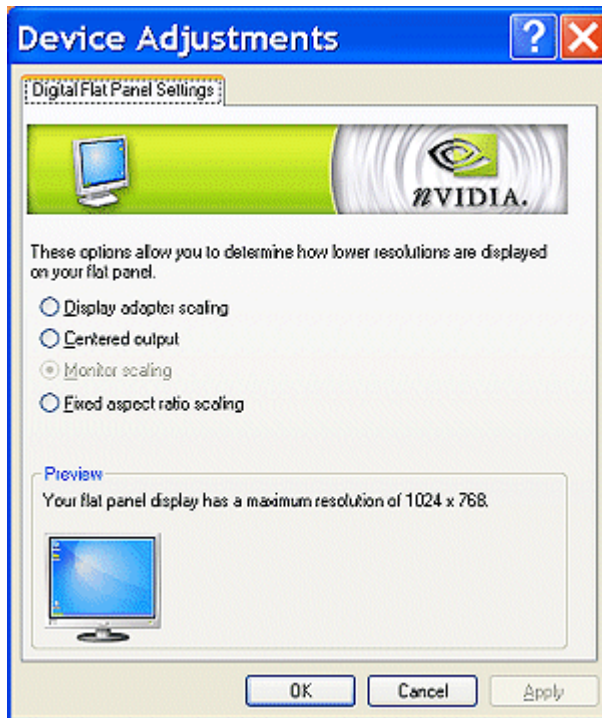 Device Adjustments
Digital Flat Panel Settings
nVIDIA.
These options allow you to determine how lower resolutions are displayed
on your flat panel.
Display adapter scaling
Centered output
Monitor scaling
Fixed aspect ratio scaling
Preview
Your flat panel display has a maximum resolution of 1024 x 768.
OK Cancel Apply